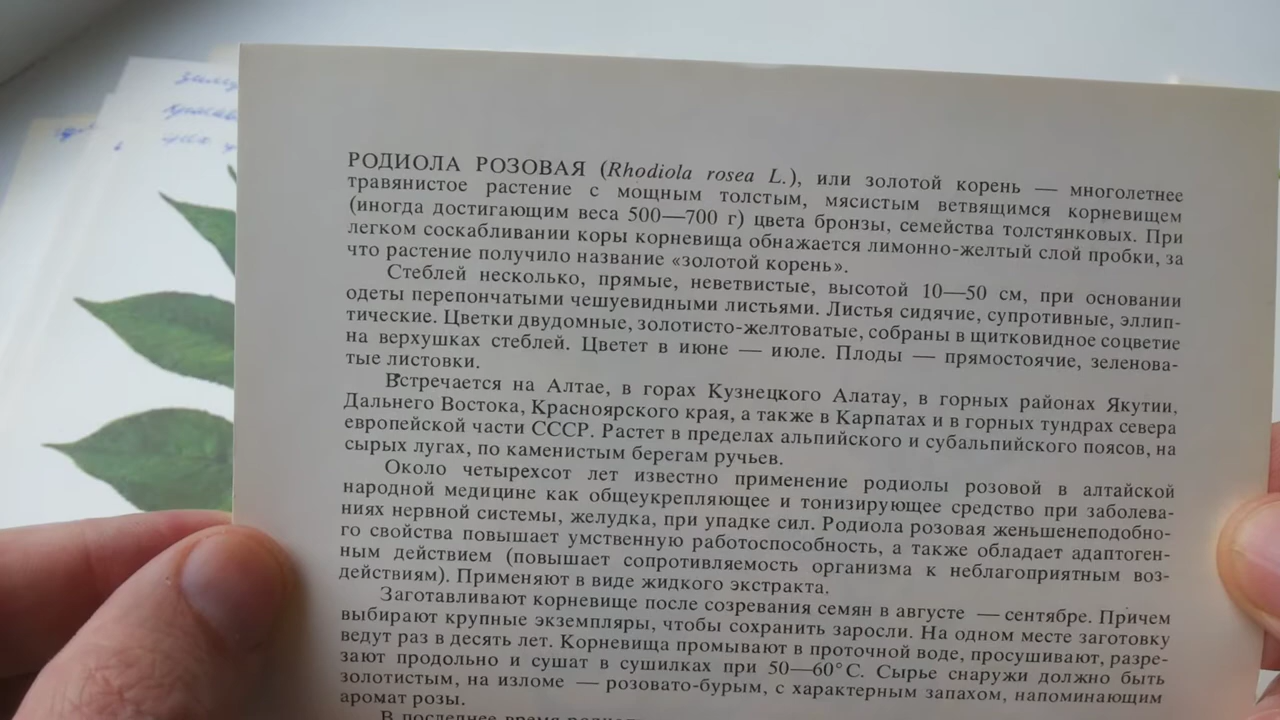 РОДИОЛА РОЗОВАЯ (Rhodiola rosea L.), или золотой корень — многолетнее
травянистое растение с мощным толстым, мясистым ветвящимся корневищем
(иногда достигающим веса 500—700 г) цвета бронзы, семейства толстянковых. При
легком соскабливании коры корневища обнажается лимонно-желтый слой пробки, за
что растение получило название «золотой корень».
Стеблей несколько, прямые, неветвистые, высотой 10—50 см, при основании
одеты перепончатыми чешуевидными листьями. Листья сидячие, супротивные, эллип-
тические. Цветки двудомные, золотисто-желтоватые, собраны в щитковидное соцветие
на верхушках стеблей. Цветет в июне — июле. Плоды — прямостоячие, зеленова-
тые листовки.
Встречается на Алтае, в горах Кузнецкого Алатау, в горных районах Якутии,
Дальнего Востока, Красноярского края, а также в Карпатах и в горных тундрах севера
европейской части СССР. Растет в пределах альпийского и субальпийского поясов, на
сырых лугах, по каменистым берегам ручьев.
Около четырехсот лет известно применение родиолы розовой в алтайской
народной медицине как общеукрепляющее и тонизирующее средство при заболева-
ниях нервной системы, желудка, при упадке сил. Родиола розовая женьшенеподобно-
го свойства повышает умственную работоспособность, а также обладает адаптоген-
ным действием (повышает сопротивляемость организма к неблагоприятным воз-
действиям). Применяют в виде жидкого экстракта.
Заготавливают корневище после созревания семян в августе — сентябре. Причем
выбирают крупные экземпляры, чтобы сохранить заросли. На одном месте заготовку
ведут раз в десять лет. Корневища промывают в проточной воде, просушивают, разре-
зают продольно и сушат в сушилках при 50—60°С. Сырье снаружи должно быть
золотистым, на изломе — розовато-бурым, с характерным запахом, напоминающим
аромат розы.
В последнее время